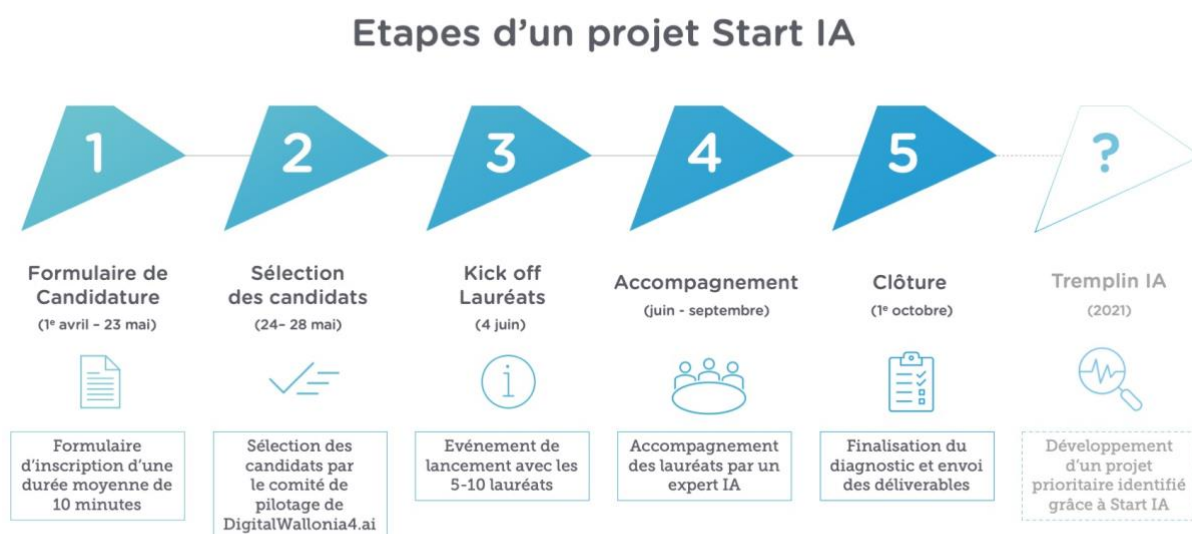 Etapes d'un projet Start IA
1
2
3
4
5
?
Formulaire de
Candidature
(1e avril – 23 mai)
Sélection
des candidats
(24– 28 mai)
Kick off
Lauréats
(4 juin)
Accompagnement
(juin - septembre)
Clôture
(1e octobre)
Tremplin IA
(2021)
i
Formulaire
d'inscription d'une
durée moyenne de
10 minutes
Sélection des
candidats par
le comité de
pilotage de
DigitalWallonia4.ai
Evénement de
lancement avec les
5-10 lauréats
Accompagnement
des lauréats par un
expert IA
Finalisation du
diagnostic et envoi
des déliverables
Développement
d'un projet
prioritaire identifié
grâce à Start IA